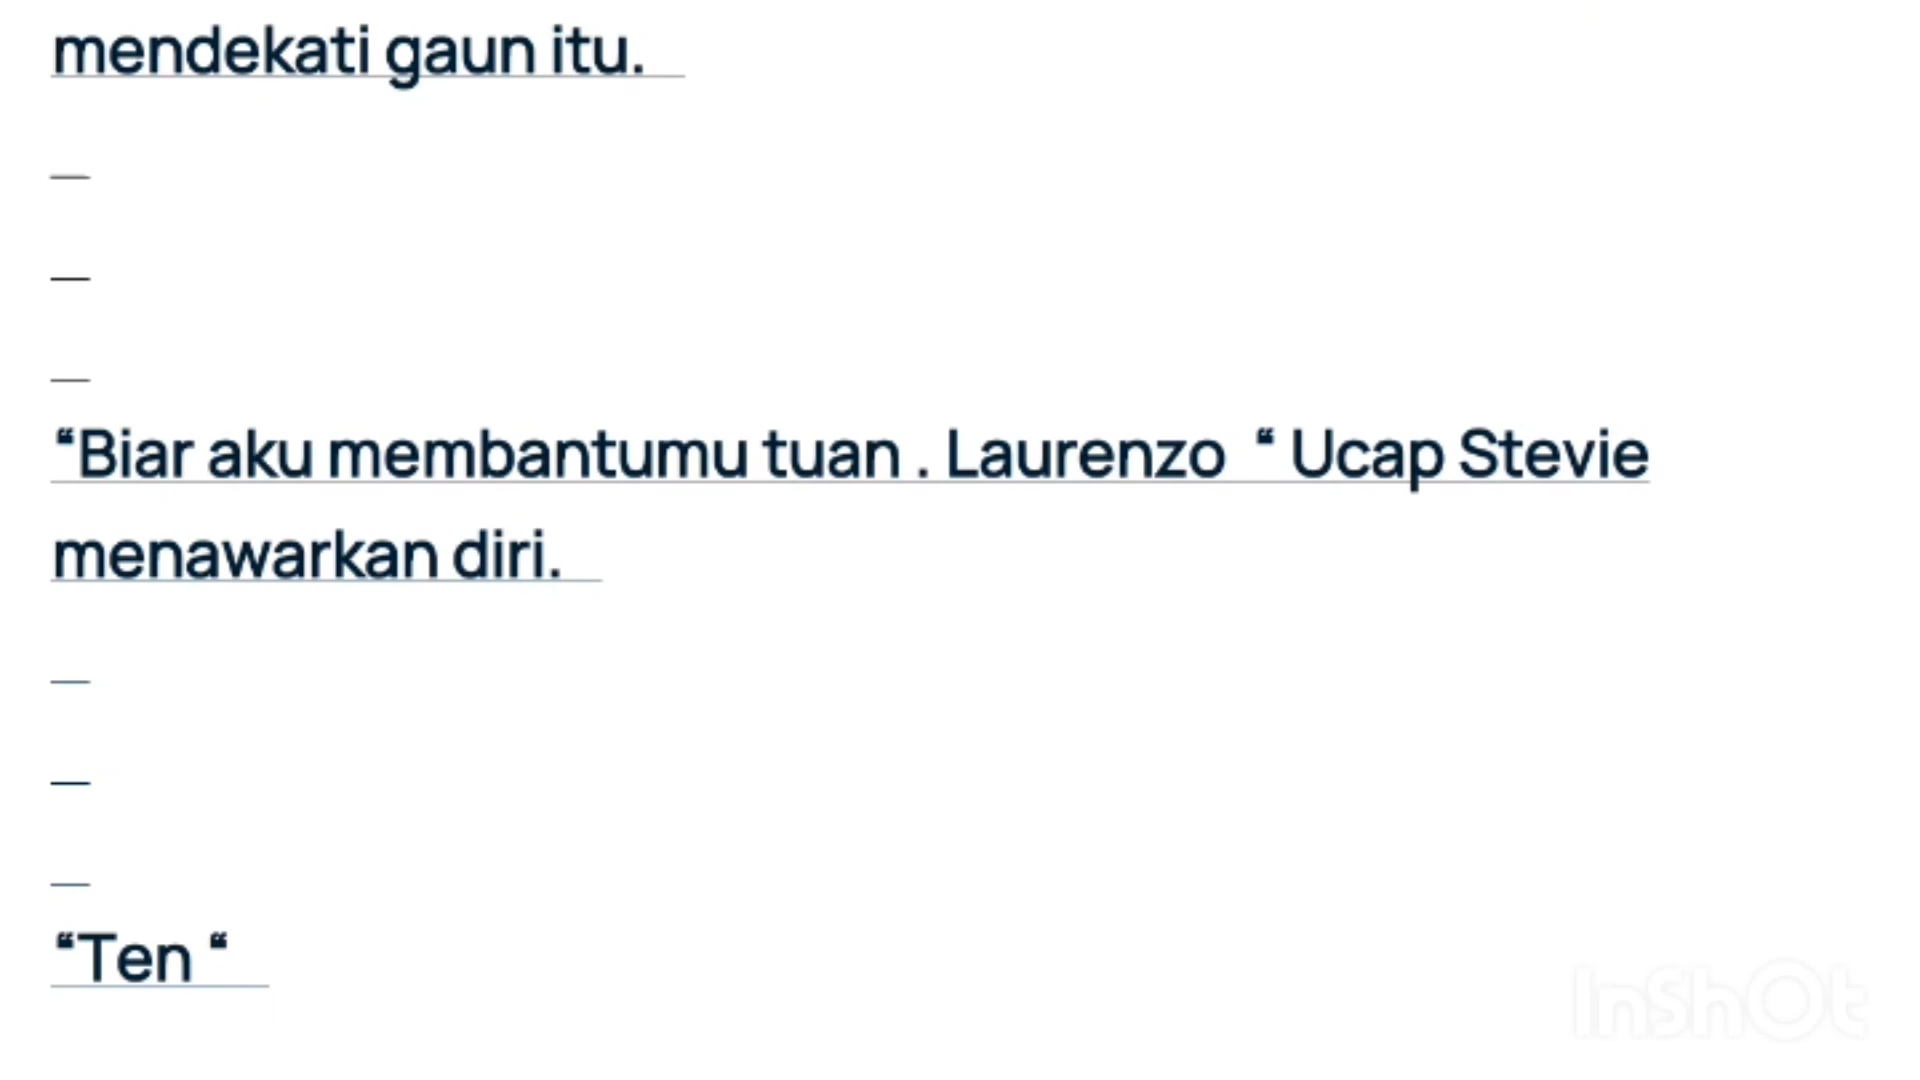 mendekati gaun itu.
“Biar aku membantumu tuan . Laurenzo “ Ucap Stevie
menawarkan diri.
“Ten “
InShOt